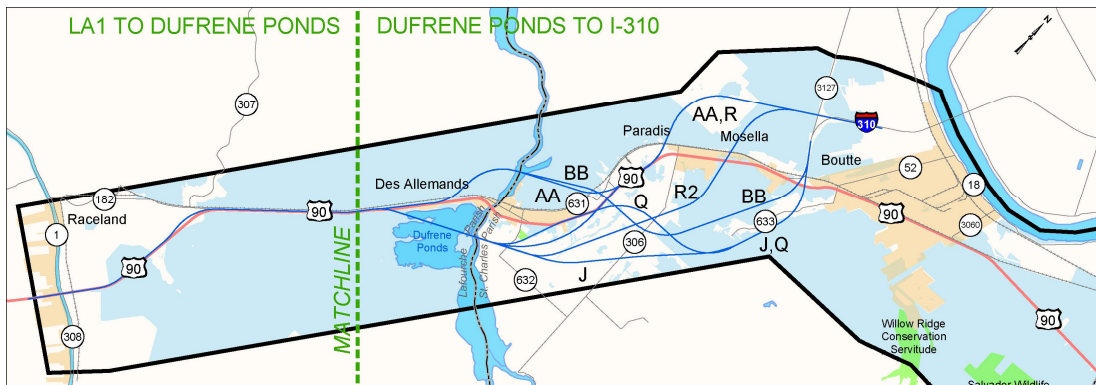 LA1 TO DUFRENE PONDS
DUFRENE PONDS TO I-310
N
307
3127
310
AA,R
Mosella
Paradis
Boutte
52
18
182
Raceland
1
90
90
Des Allemands
BB
AA
631
90
Q
R2
BB
633
J,Q
90
3060
Dufrene
Ponds
Lafourche Parish
St. Charles Parish
306
632
J
MATCHLINE
308
90
Willow Ridge
Conservation
Servitude
Salvador Wildlife